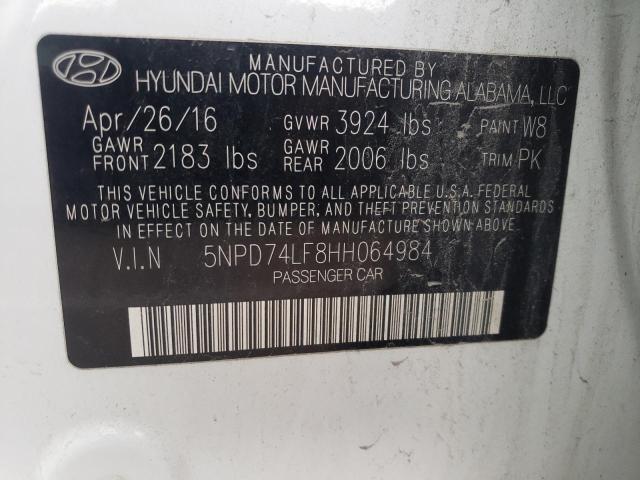 MANUFACTURED BY
HYUNDAI MOTOR MANUFACTURING ALABAMA, LLC
Apr/26/16 GVWR 3924 lbs PAINT W8
GAWR FRONT 2183 lbs GAWR REAR 2006 lbs TRIM PK
THIS VEHICLE CONFORMS TO ALL APPLICABLE U.S.A. FEDERAL
MOTOR VEHICLE SAFETY, BUMPER, AND THEFT PREVENTION STANDARDS
IN EFFECT ON THE DATE OF MANUFACTURE SHOWN ABOVE.
V.I.N 5NPD74LF8HH064984
PASSENGER CAR